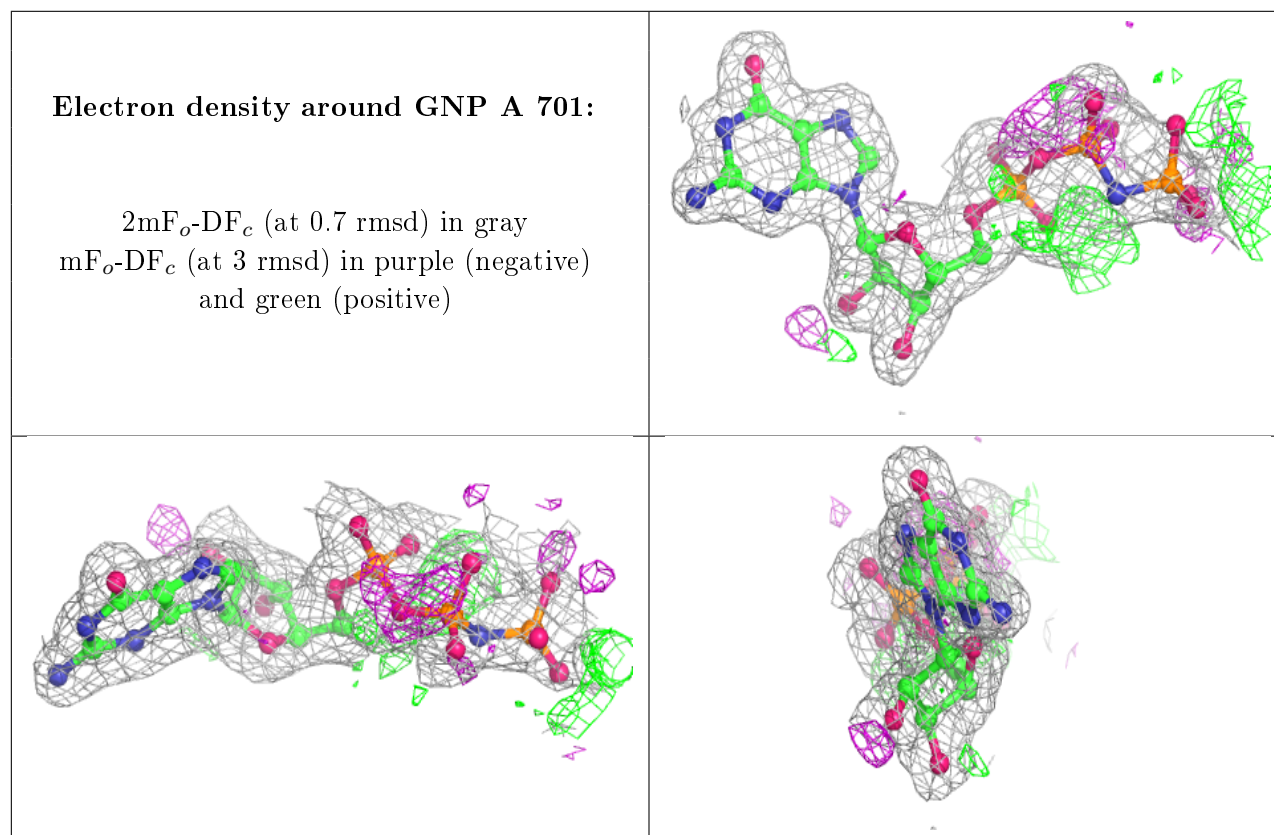 Electron density around GNP A 701:
2mFo-DFc (at 0.7 rmsd) in gray
mFo-DFc (at 3 rmsd) in purple (negative)
and green (positive)